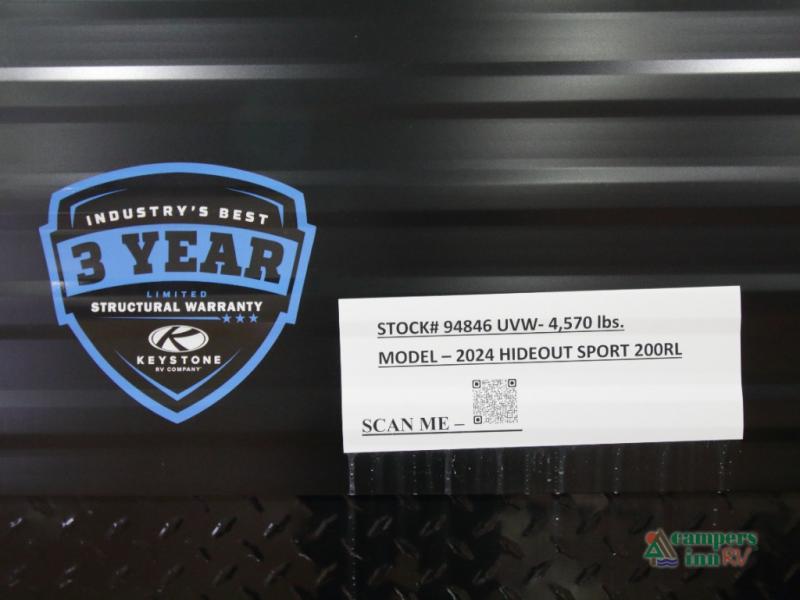 INDUSTRY'S BEST
3 YEAR
LIMITED
STRUCTURAL WARRANTY
K
KEYSTONE
RV COMPANY
STOCK# 94846 UVW- 4,570 lbs.
MODEL – 2024 HIDEOUT SPORT 200RL
SCAN ME –
campers
inn RV